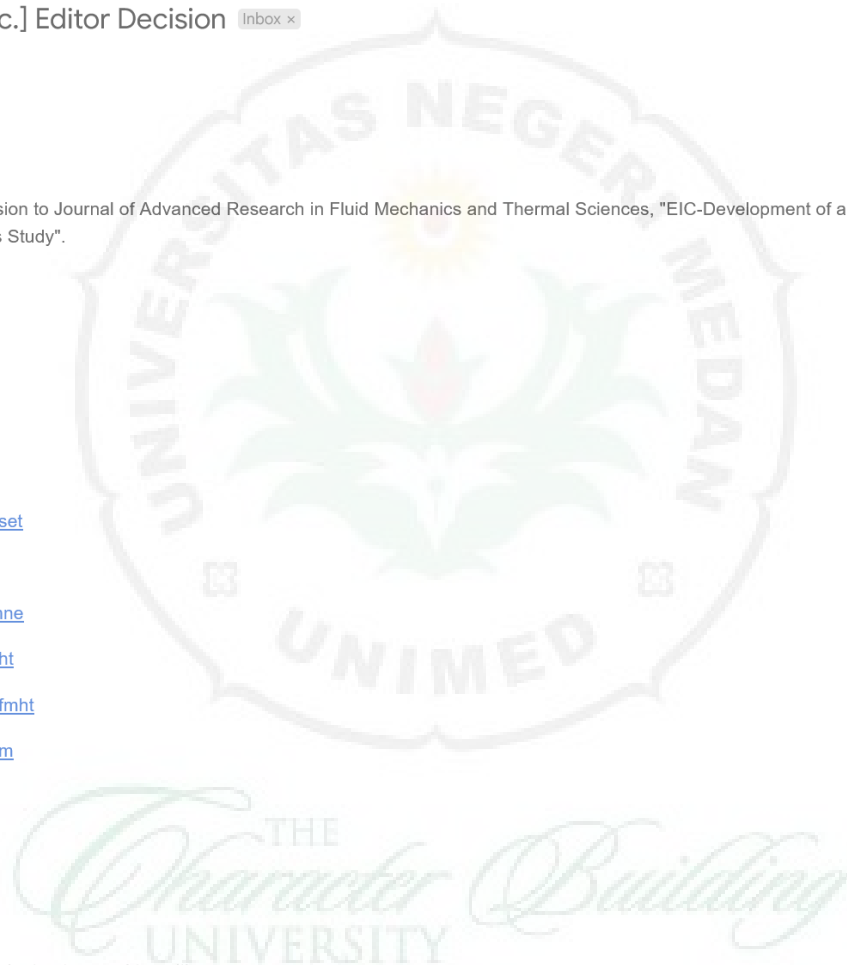 c.] Editor Decision Inbox ×
sion to Journal of Advanced Research in Fluid Mechanics and Thermal Sciences, "EIC-Development of a
s Study".
set
nne
ht
fmht
m
UNIVERSITAS NEGERI MEDAN
UNIMED
THE
Character Building
UNIVERSITY